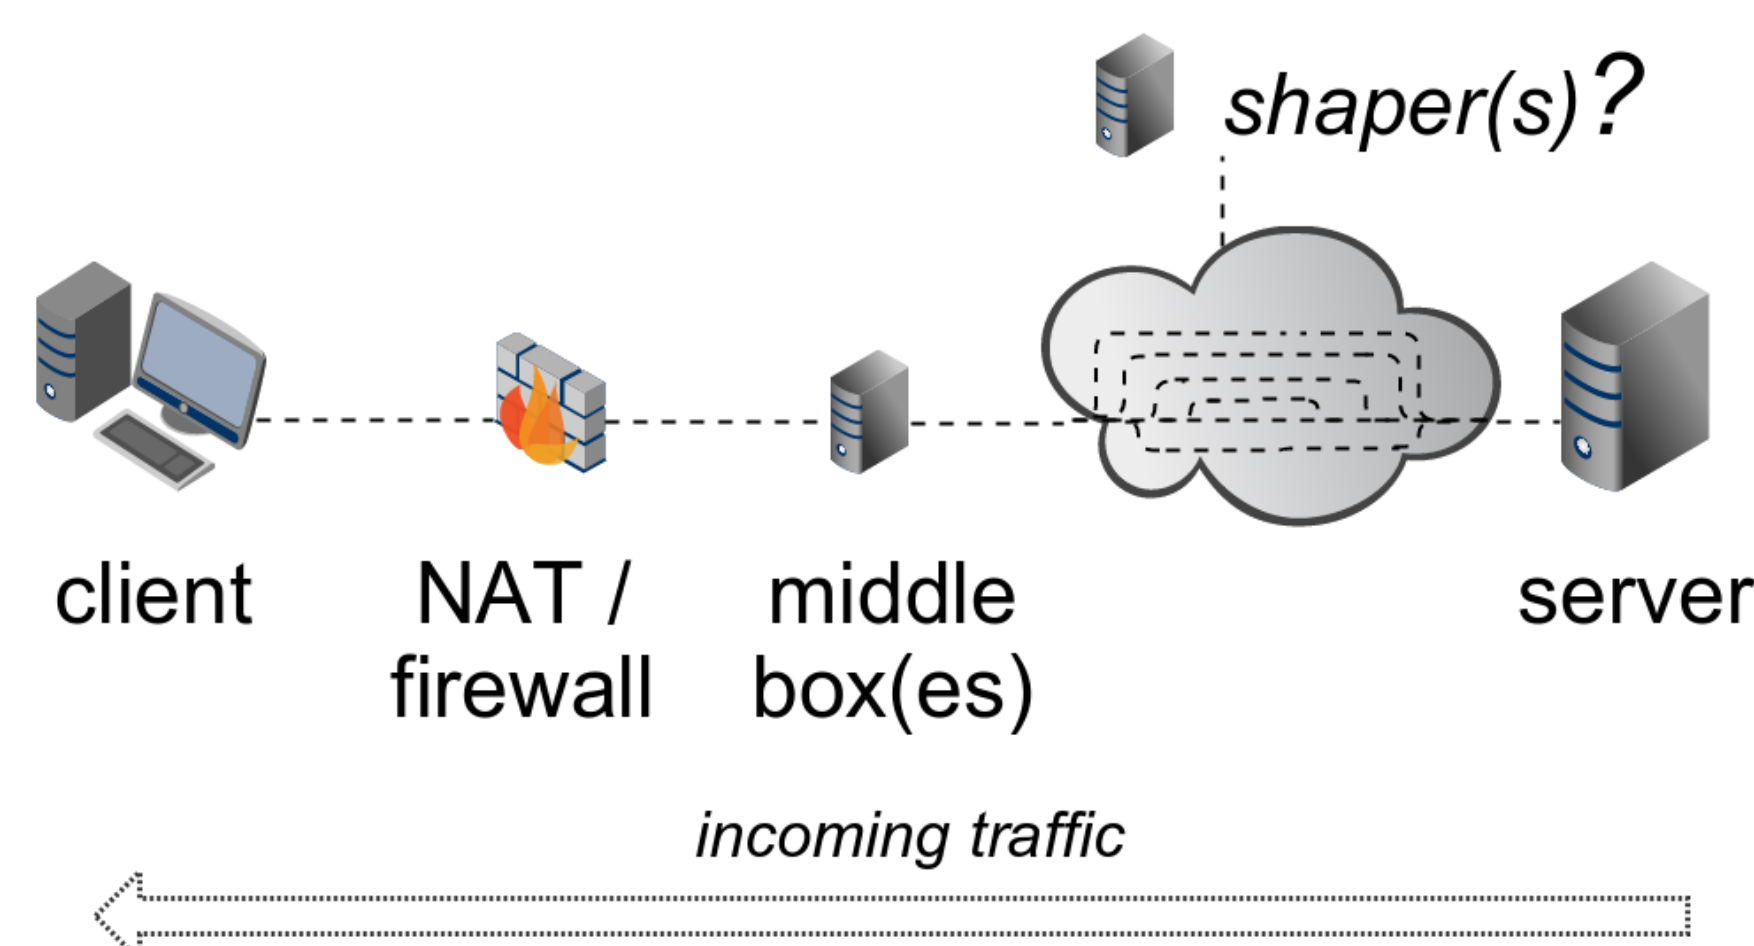 shaper(s)?
client
NAT /
firewall
middle
box(es)
server
incoming traffic